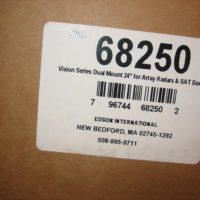 68250
Vision Series Dual Mount 24" for Array Radars & SAT Do
7 96744 68250 2
EDSON INTERNATIONAL
NEW BEDFORD, MA 02745-1292
508-995-9711